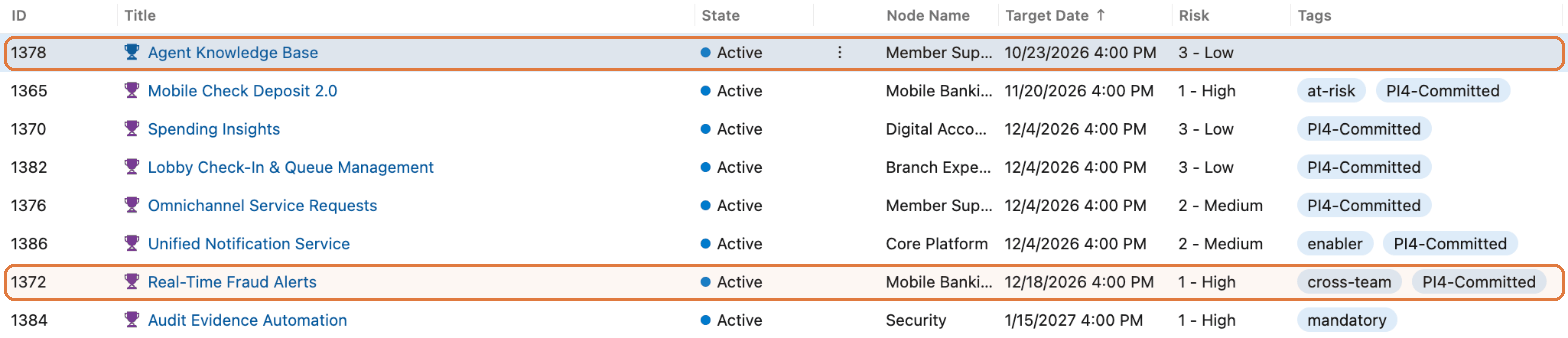 ID Title State Node Name Target Date ↑ Risk Tags
1378 Agent Knowledge Base Active Member Sup... 10/23/2026 4:00 PM 3 - Low
1365 Mobile Check Deposit 2.0 Active Mobile Banki... 11/20/2026 4:00 PM 1 - High at-risk PI4-Committed
1370 Spending Insights Active Digital Acco... 12/4/2026 4:00 PM 3 - Low PI4-Committed
1382 Lobby Check-In & Queue Management Active Branch Expe... 12/4/2026 4:00 PM 3 - Low PI4-Committed
1376 Omnichannel Service Requests Active Member Sup... 12/4/2026 4:00 PM 2 - Medium PI4-Committed
1386 Unified Notification Service Active Core Platform 12/4/2026 4:00 PM 2 - Medium enabler PI4-Committed
1372 Real-Time Fraud Alerts Active Mobile Banki... 12/18/2026 4:00 PM 1 - High cross-team PI4-Committed
1384 Audit Evidence Automation Active Security 1/15/2027 4:00 PM 1 - High mandatory